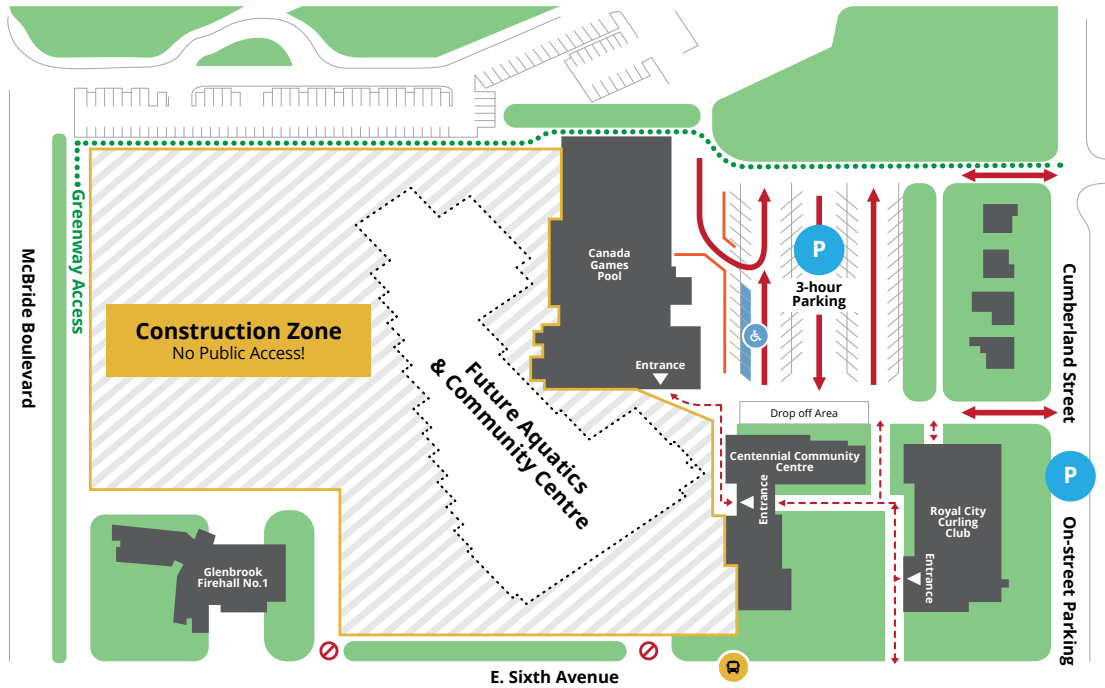 Greenway Access
McBride Boulevard
Construction Zone
No Public Access!
Future Aquatics
& Community Centre
Canada
Games
Pool
Entrance
P
3-hour
Parking
Drop off Area
Centennial Community
Centre
Entrance
Royal City
Curling
Club
Entrance
Cumberland Street
P
On-street Parking
Glenbrook
Firehall No.1
E. Sixth Avenue